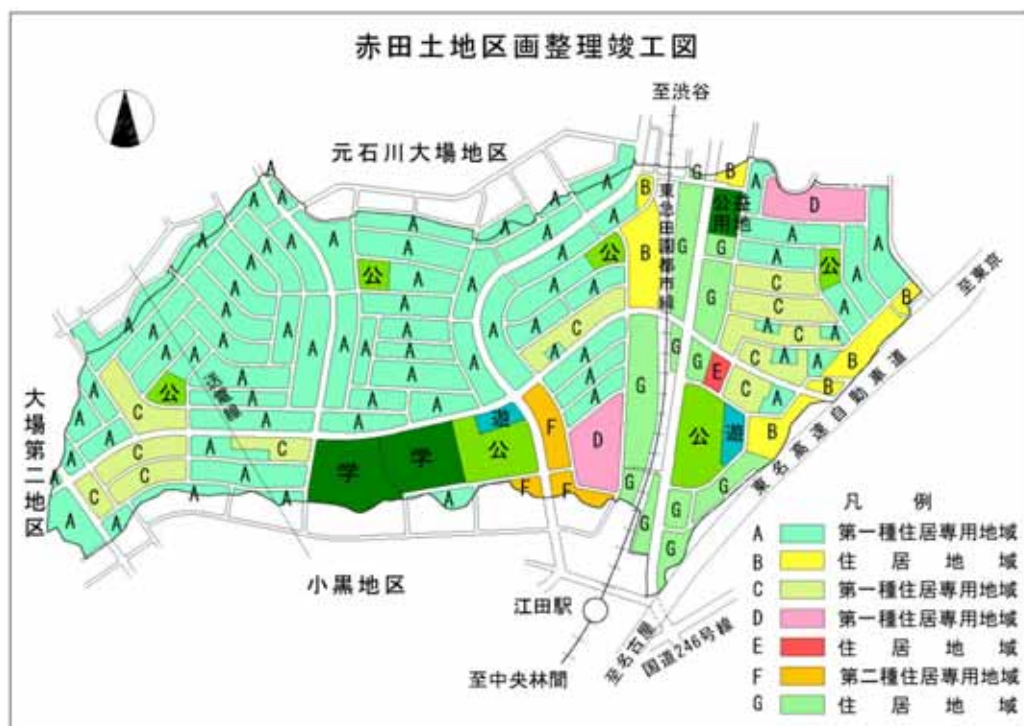 赤田土地区画整理竣工図
至渋谷
元石川大場地区
東急田園都市線
公益用地
至東京
大場第二地区
東名高速自動車道
小黒地区
江田駅
至名古屋
国道246号線
至中央林間
公
公
公
公
公
公
学
学
遊
遊
凡例
A 第一種住居専用地域
B 住居地域
C 第一種住居専用地域
D 第一種住居専用地域
E 住居地域
F 第二種住居専用地域
G 住居地域